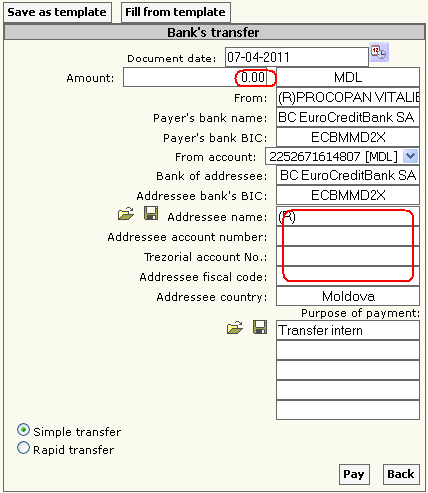 Save as template Fill from template
Bank's transfer
Document date: 07-04-2011
Amount: 0.00 MDL
From: (R)PROCOPAN VITALIE
Payer's bank name: BC EuroCreditBank SA
Payer's bank BIC: ECBMMD2X
From account: 2252671614807 [MDL]
Bank of addressee: BC EuroCreditBank SA
Addressee bank's BIC: ECBMMD2X
Addressee name: (R)
Addressee account number:
Trezorial account No.:
Addressee fiscal code:
Addressee country: Moldova
Purpose of payment:
Transfer intern
Simple transfer
Rapid transfer
Pay Back